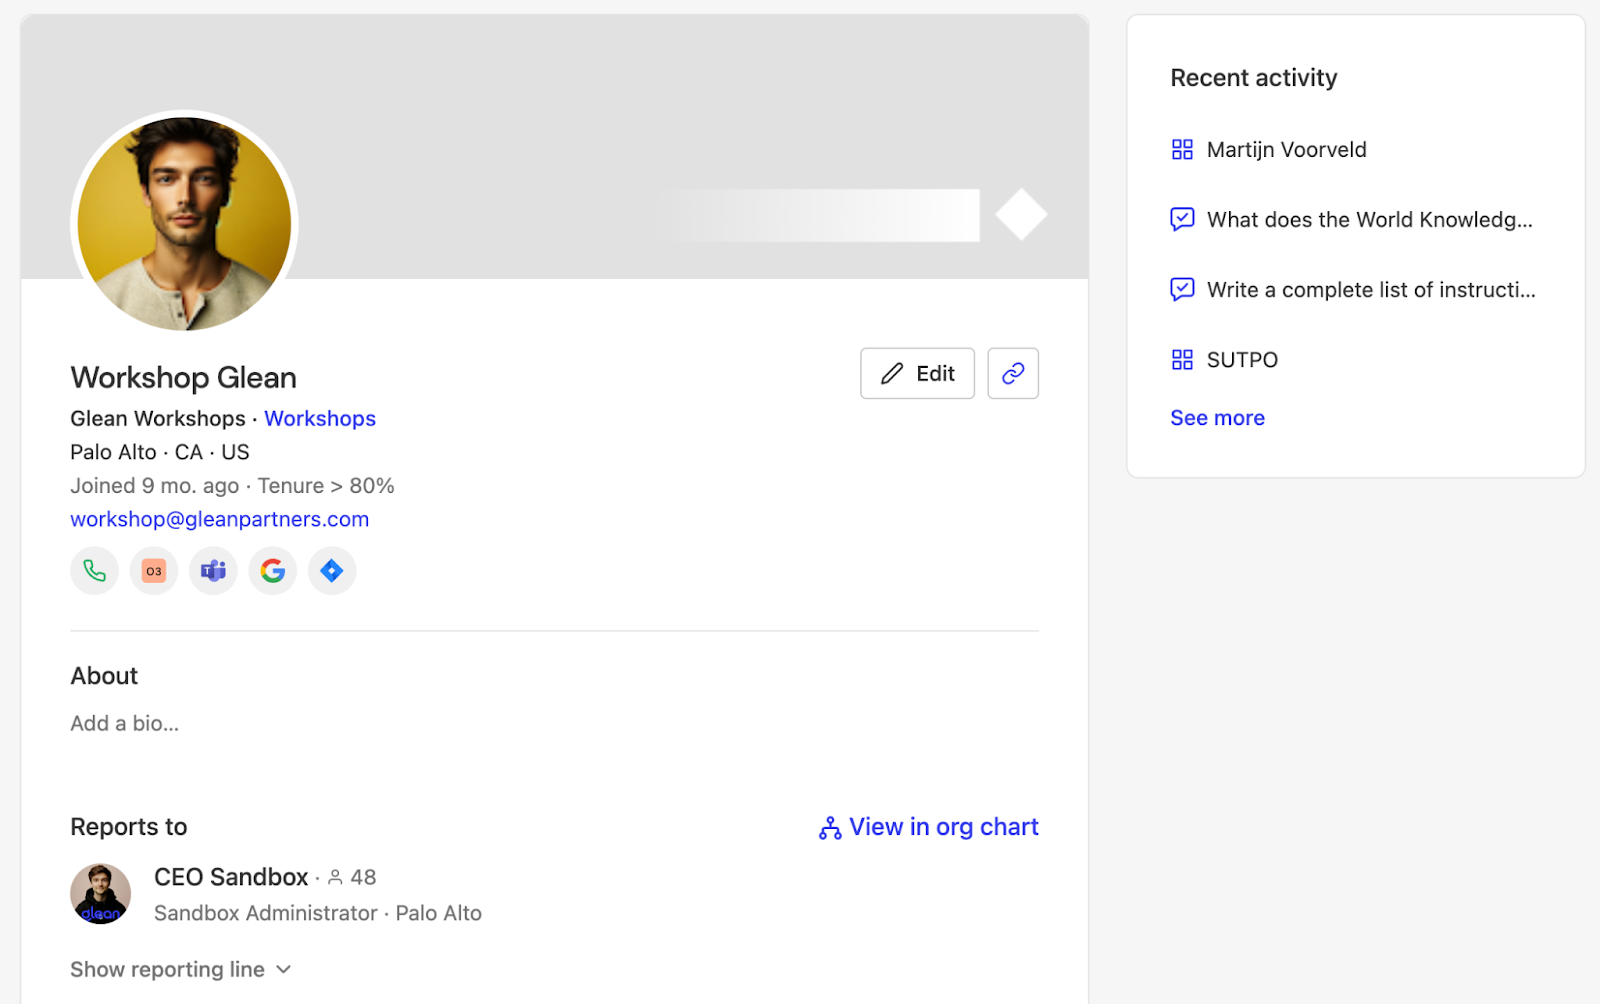 Workshop Glean
Edit
Glean Workshops · Workshops
Palo Alto · CA · US
Joined 9 mo. ago · Tenure > 80%
workshop@gleanpartners.com
03
T
About
Add a bio...
Reports to
View in org chart
CEO Sandbox · 48
Sandbox Administrator · Palo Alto
glean
Show reporting line
Recent activity
Martijn Voorveld
What does the World Knowledg...
Write a complete list of instructi...
SUTPO
See more